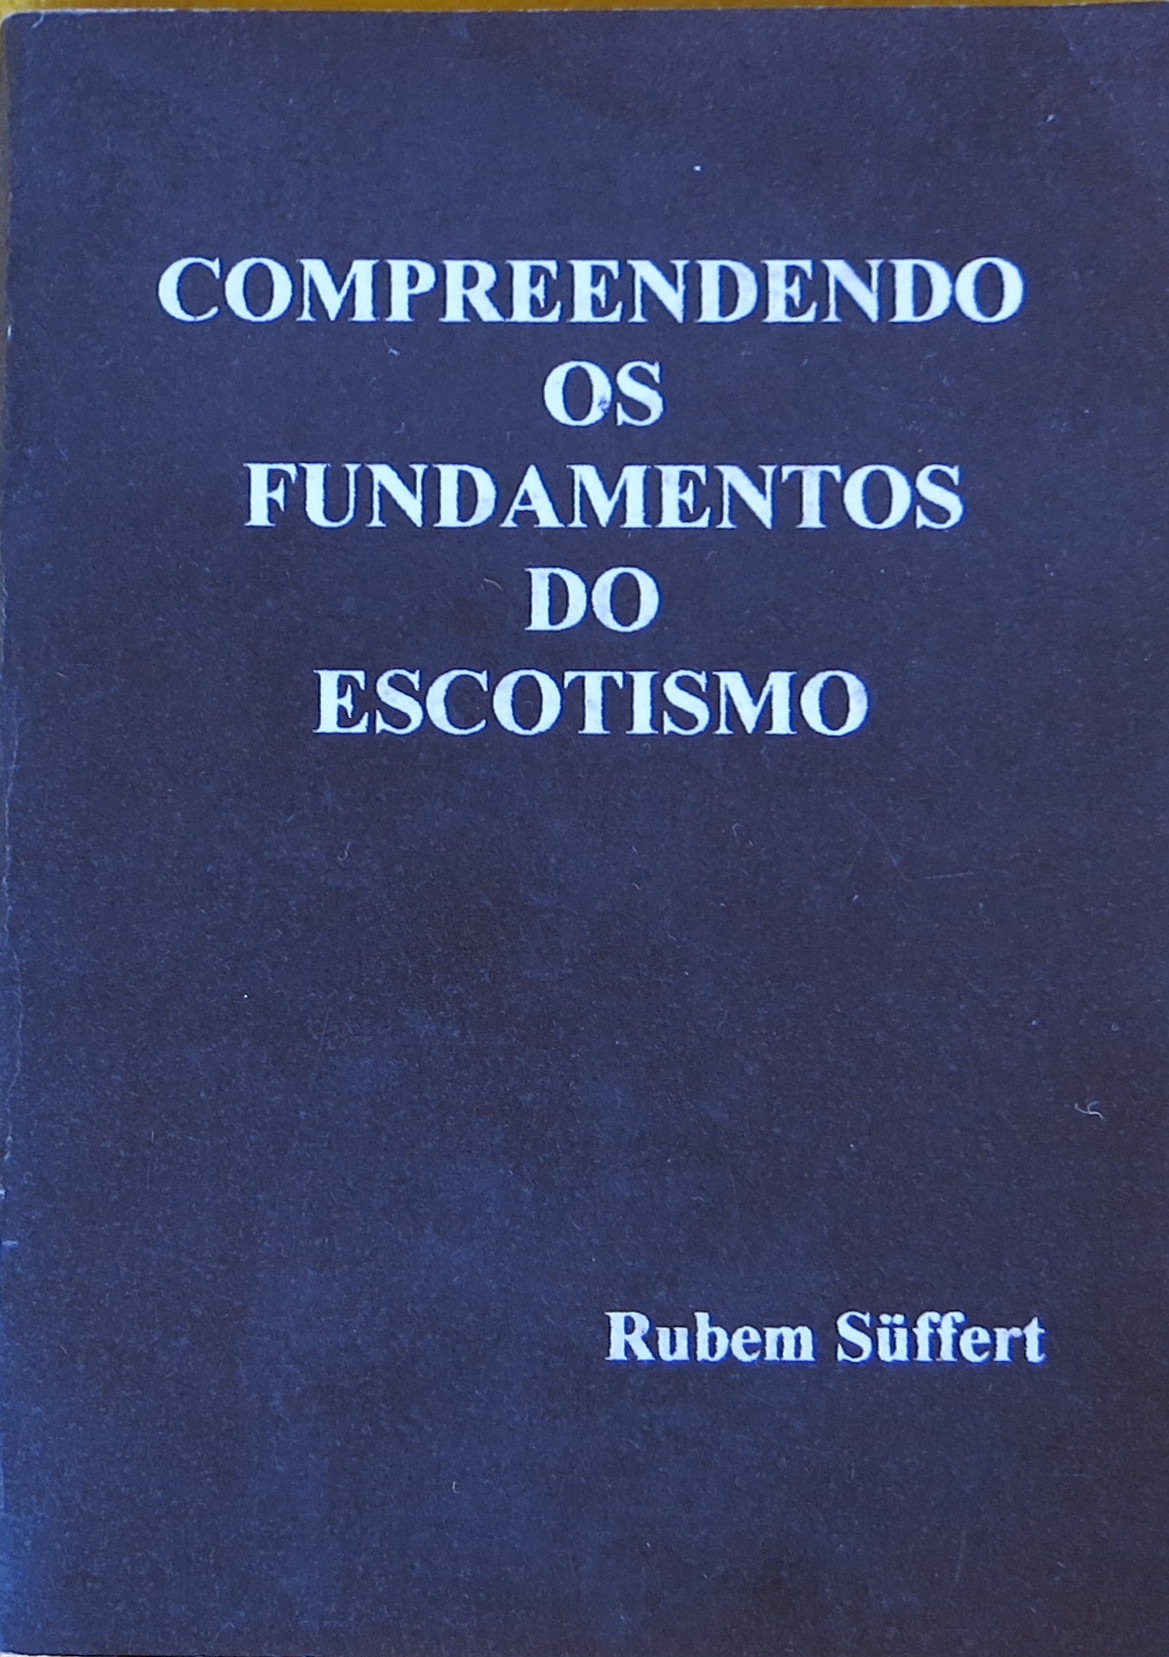 COMPREENDENDO
OS
FUNDAMENTOS
DO
ESCOTISMO
Rubem Süffert